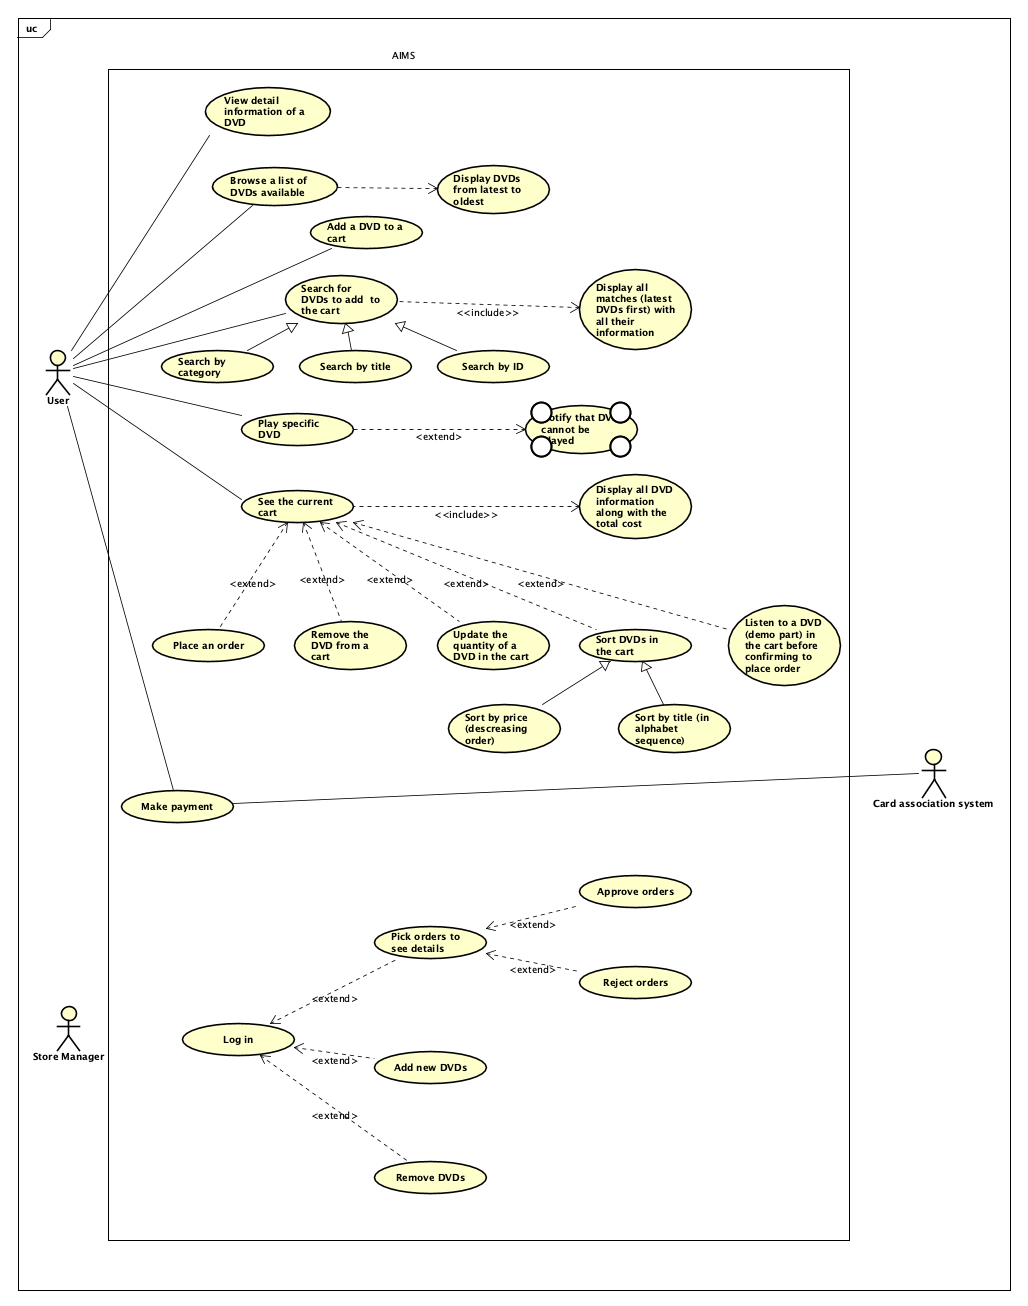 uc
AIMS
View detail
information of a
DVD
Browse a list of
DVDs available
Display DVDs
from latest to
oldest
Add a DVD to a
cart
Search for
DVDs to add to
the cart
<<include>>
Display all
matches (latest
DVDs first) with
all their
information
Search by
category
Search by title
Search by ID
User
Play specific
DVD
<extend>
that
cannot be
See the current
cart
<<include>>
Display all DVD
information
along with the
total cost
<extend>
<extend>
<extend>
<extend>
<extend>
Place an order
Remove the
DVD from a
cart
Update the
quantity of a
DVD in the cart
Sort DVDs in
the cart
Listen to a DVD
(demo part) in
the cart before
confirming to
place order
Sort by price
(descreasing
order)
Sort by title (in
alphabet
sequence)
Make payment
Card association system
Approve orders
<extend>
Pick orders to
see details
<extend>
Reject orders
<extend>
Store Manager
Log in
<extend>
Add new DVDs
<extend>
Remove DVDs